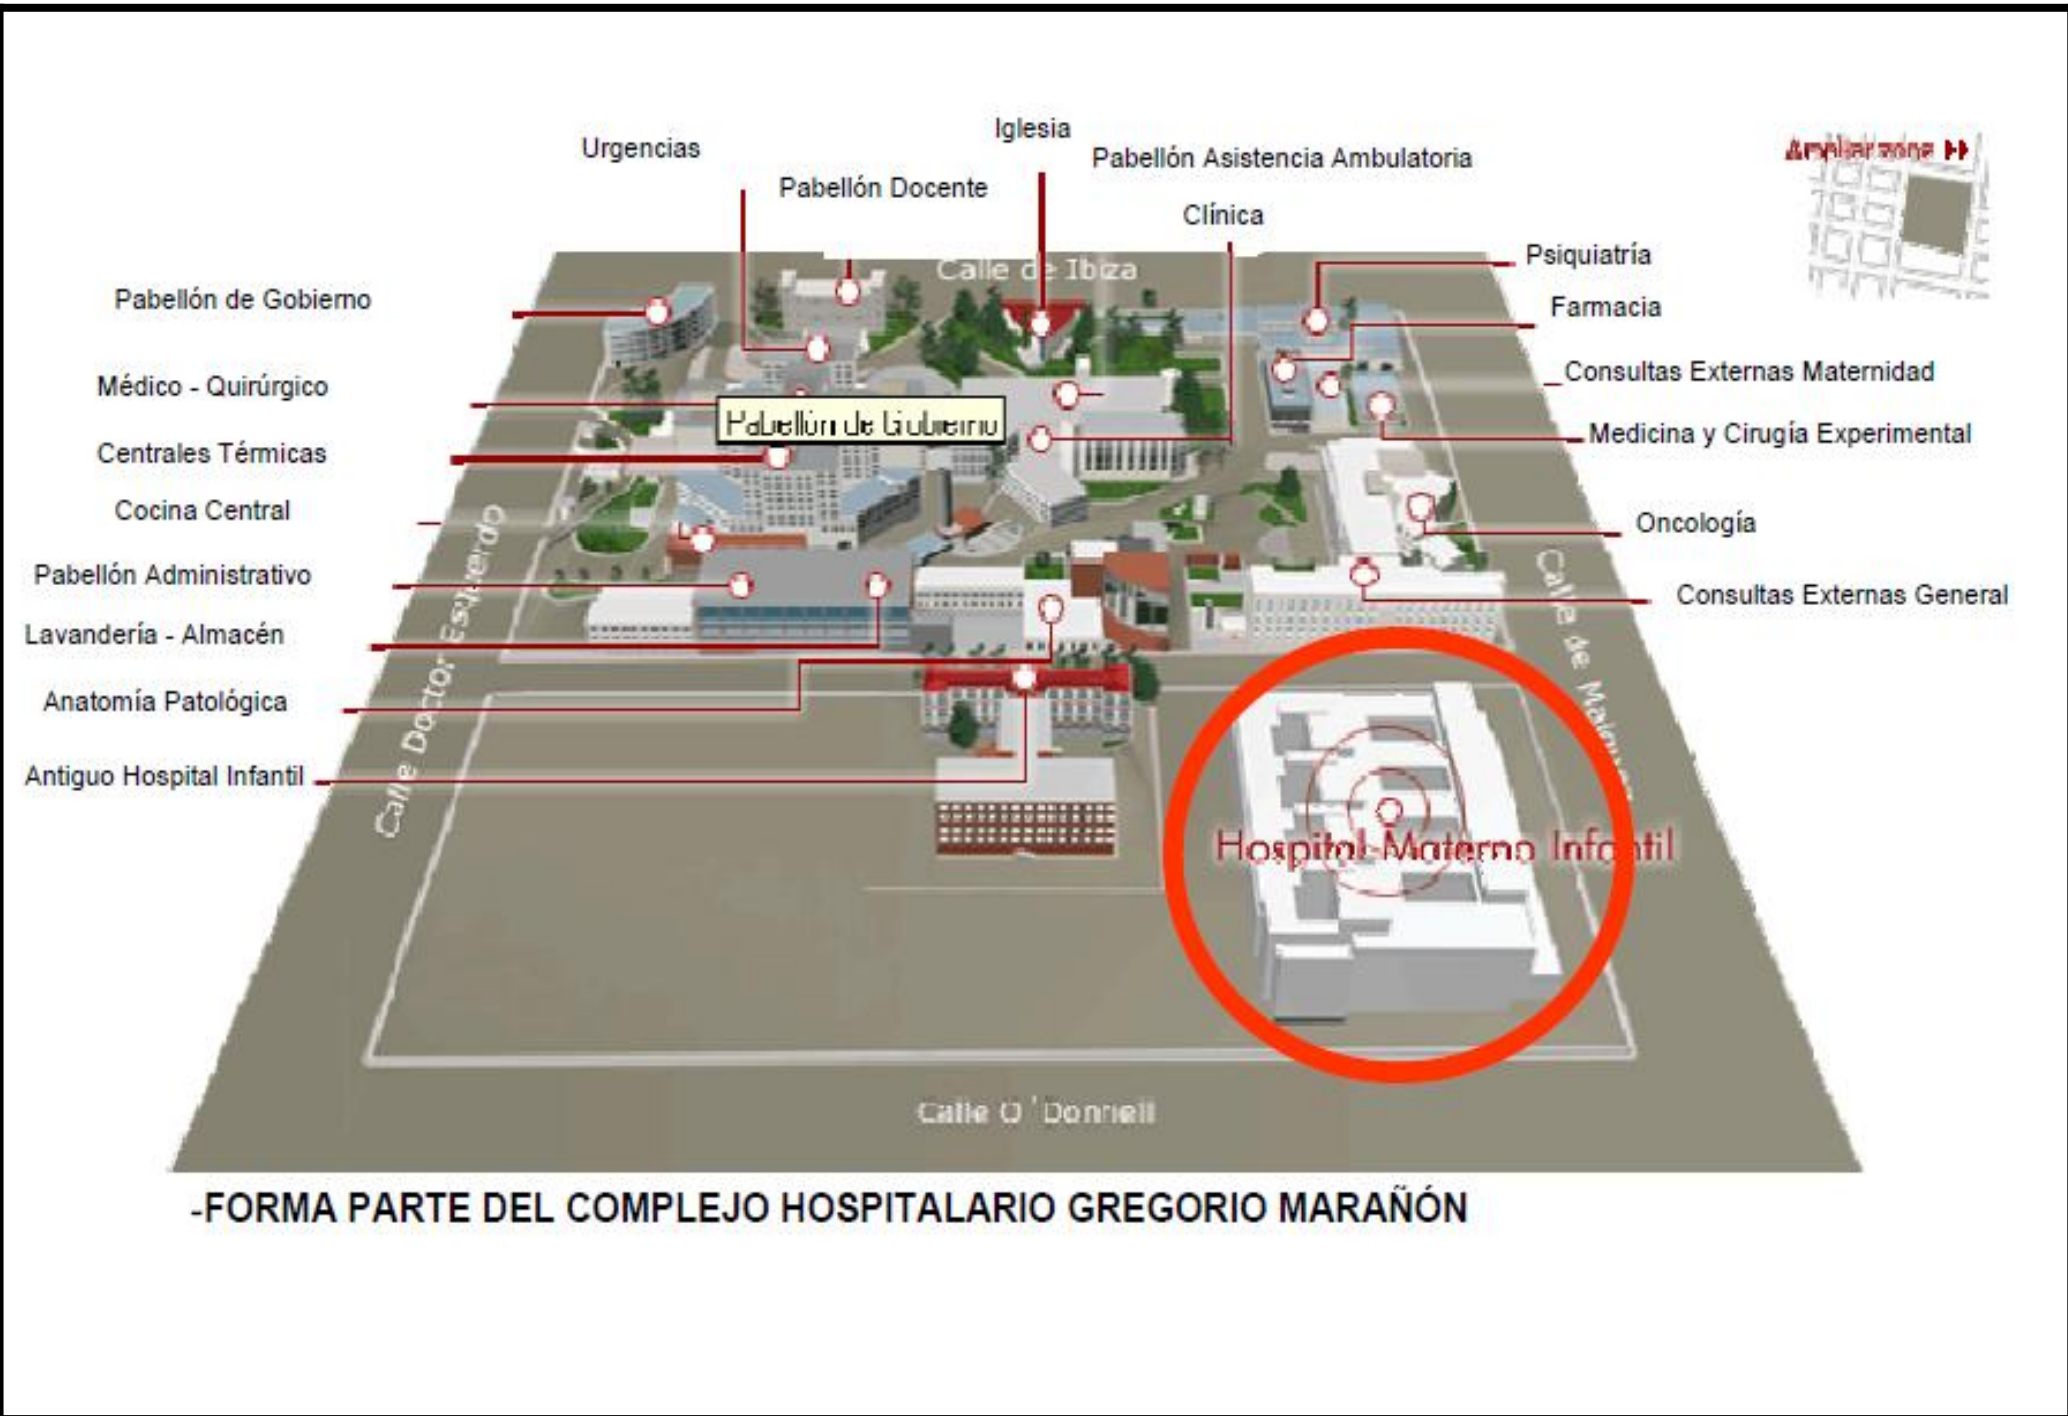 Iglesia
Urgencias
Pabellón Asistencia Ambulatoria
Ampliar zona
Pabellón Docente
Clínica
Psiquiatría
Calle de Ibiza
Pabellón de Gobierno
Farmacia
Consultas Externas Maternidad
Médico - Quirúrgico
Pabellón de Gobierno
Medicina y Cirugía Experimental
Centrales Térmicas
Cocina Central
Oncología
Pabellón Administrativo
Consultas Externas General
Lavandería - Almacén
Calle Doctor Esquerdo
Calle de Maiquez
Anatomía Patológica
Antiguo Hospital Infantil
Hospital Materno Infantil
Calle O'Donnell
-FORMA PARTE DEL COMPLEJO HOSPITALARIO GREGORIO MARAÑÓN